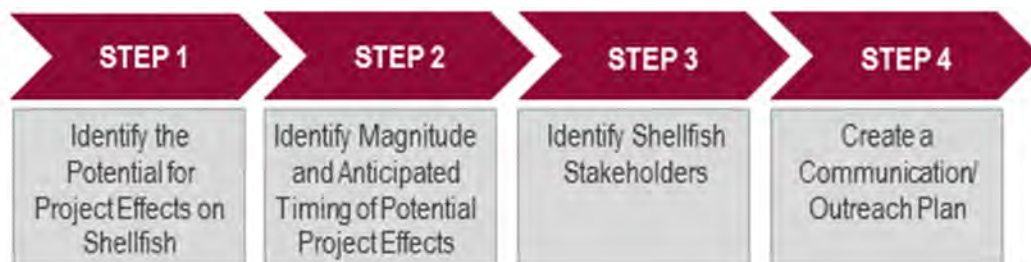 STEP 1
STEP 2
STEP 3
STEP 4
Identify the
Potential for
Project Effects on
Shellfish
Identify Magnitude
and Anticipated
Timing of Potential
Project Effects
Identify Shellfish
Stakeholders
Create a
Communication/
Outreach Plan